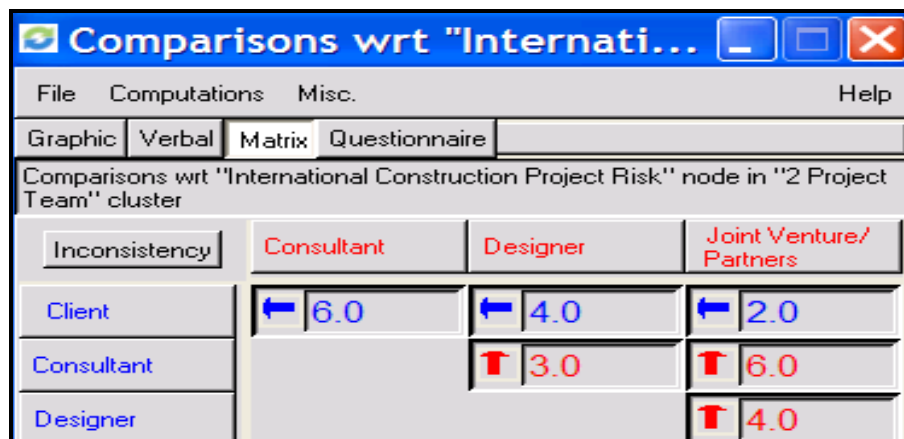 Comparisons wrt "Internati...
File Computations Misc. Help
Graphic Verbal Matrix Questionnaire
Comparisons wrt "International Construction Project Risk" node in "2 Project
Team" cluster
Inconsistency Consultant Designer Joint Venture/
Partners
Client 6.0 4.0 2.0
Consultant 3.0 6.0
Designer 4.0